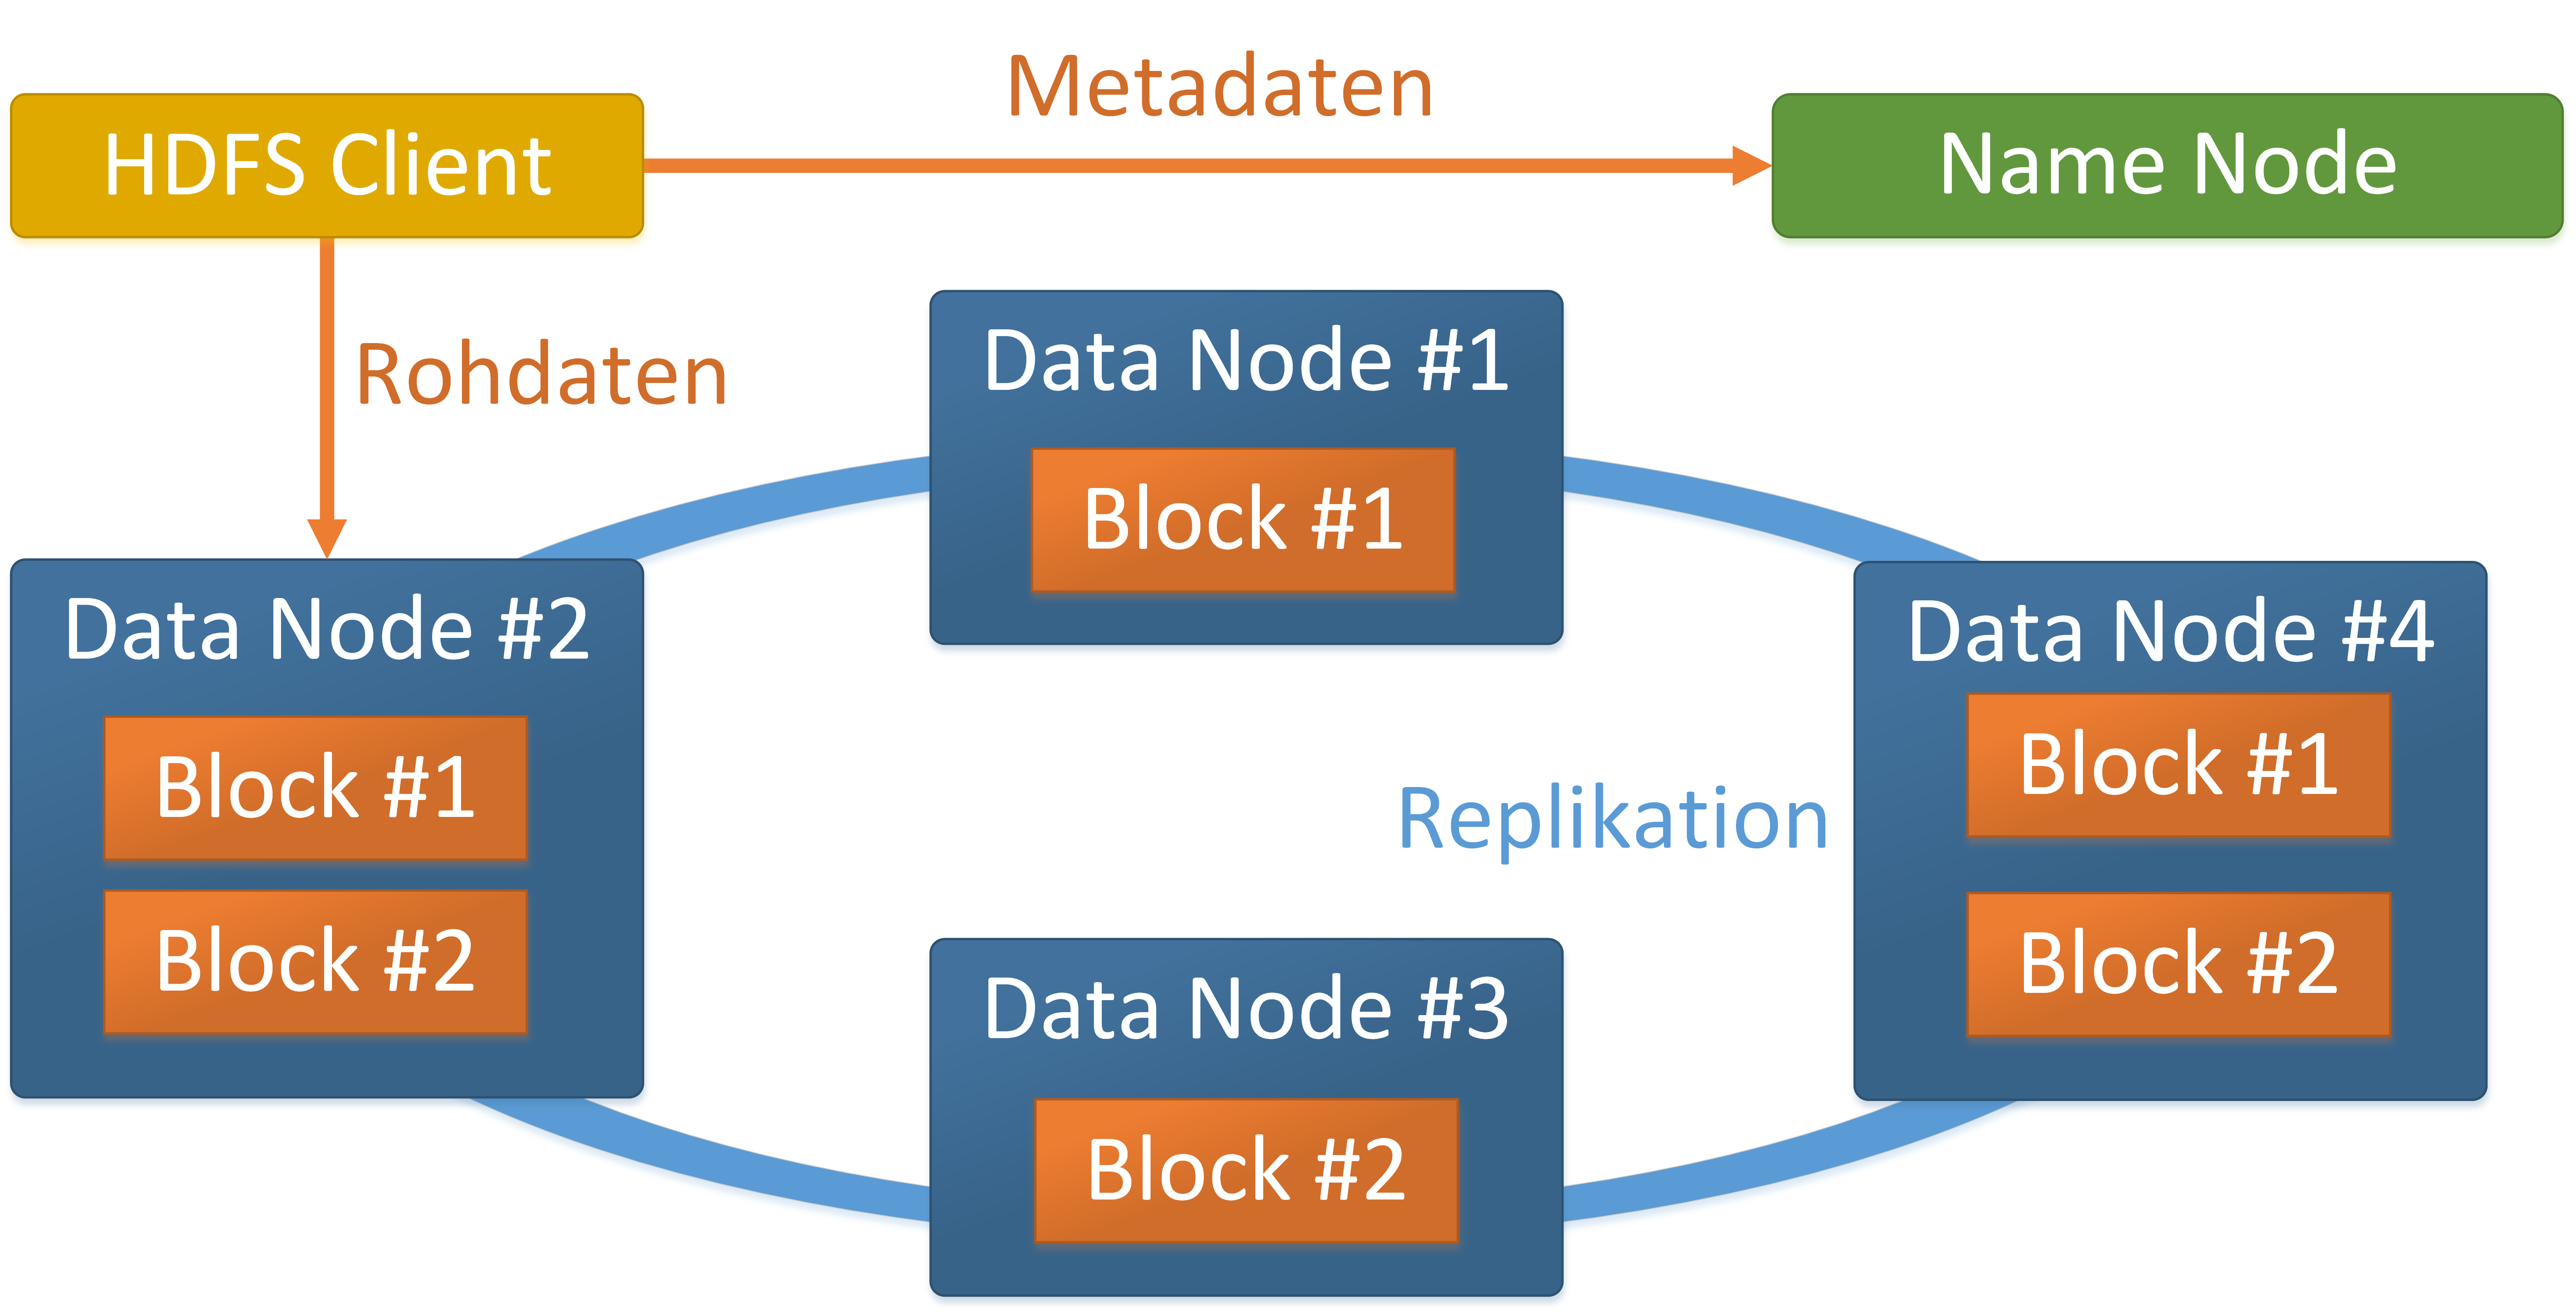 Metadaten
HDFS Client
Name Node
Rohdaten
Data Node #1
Block #1
Data Node #2
Block #1
Block #2
Data Node #4
Block #1
Block #2
Replikation
Data Node #3
Block #2